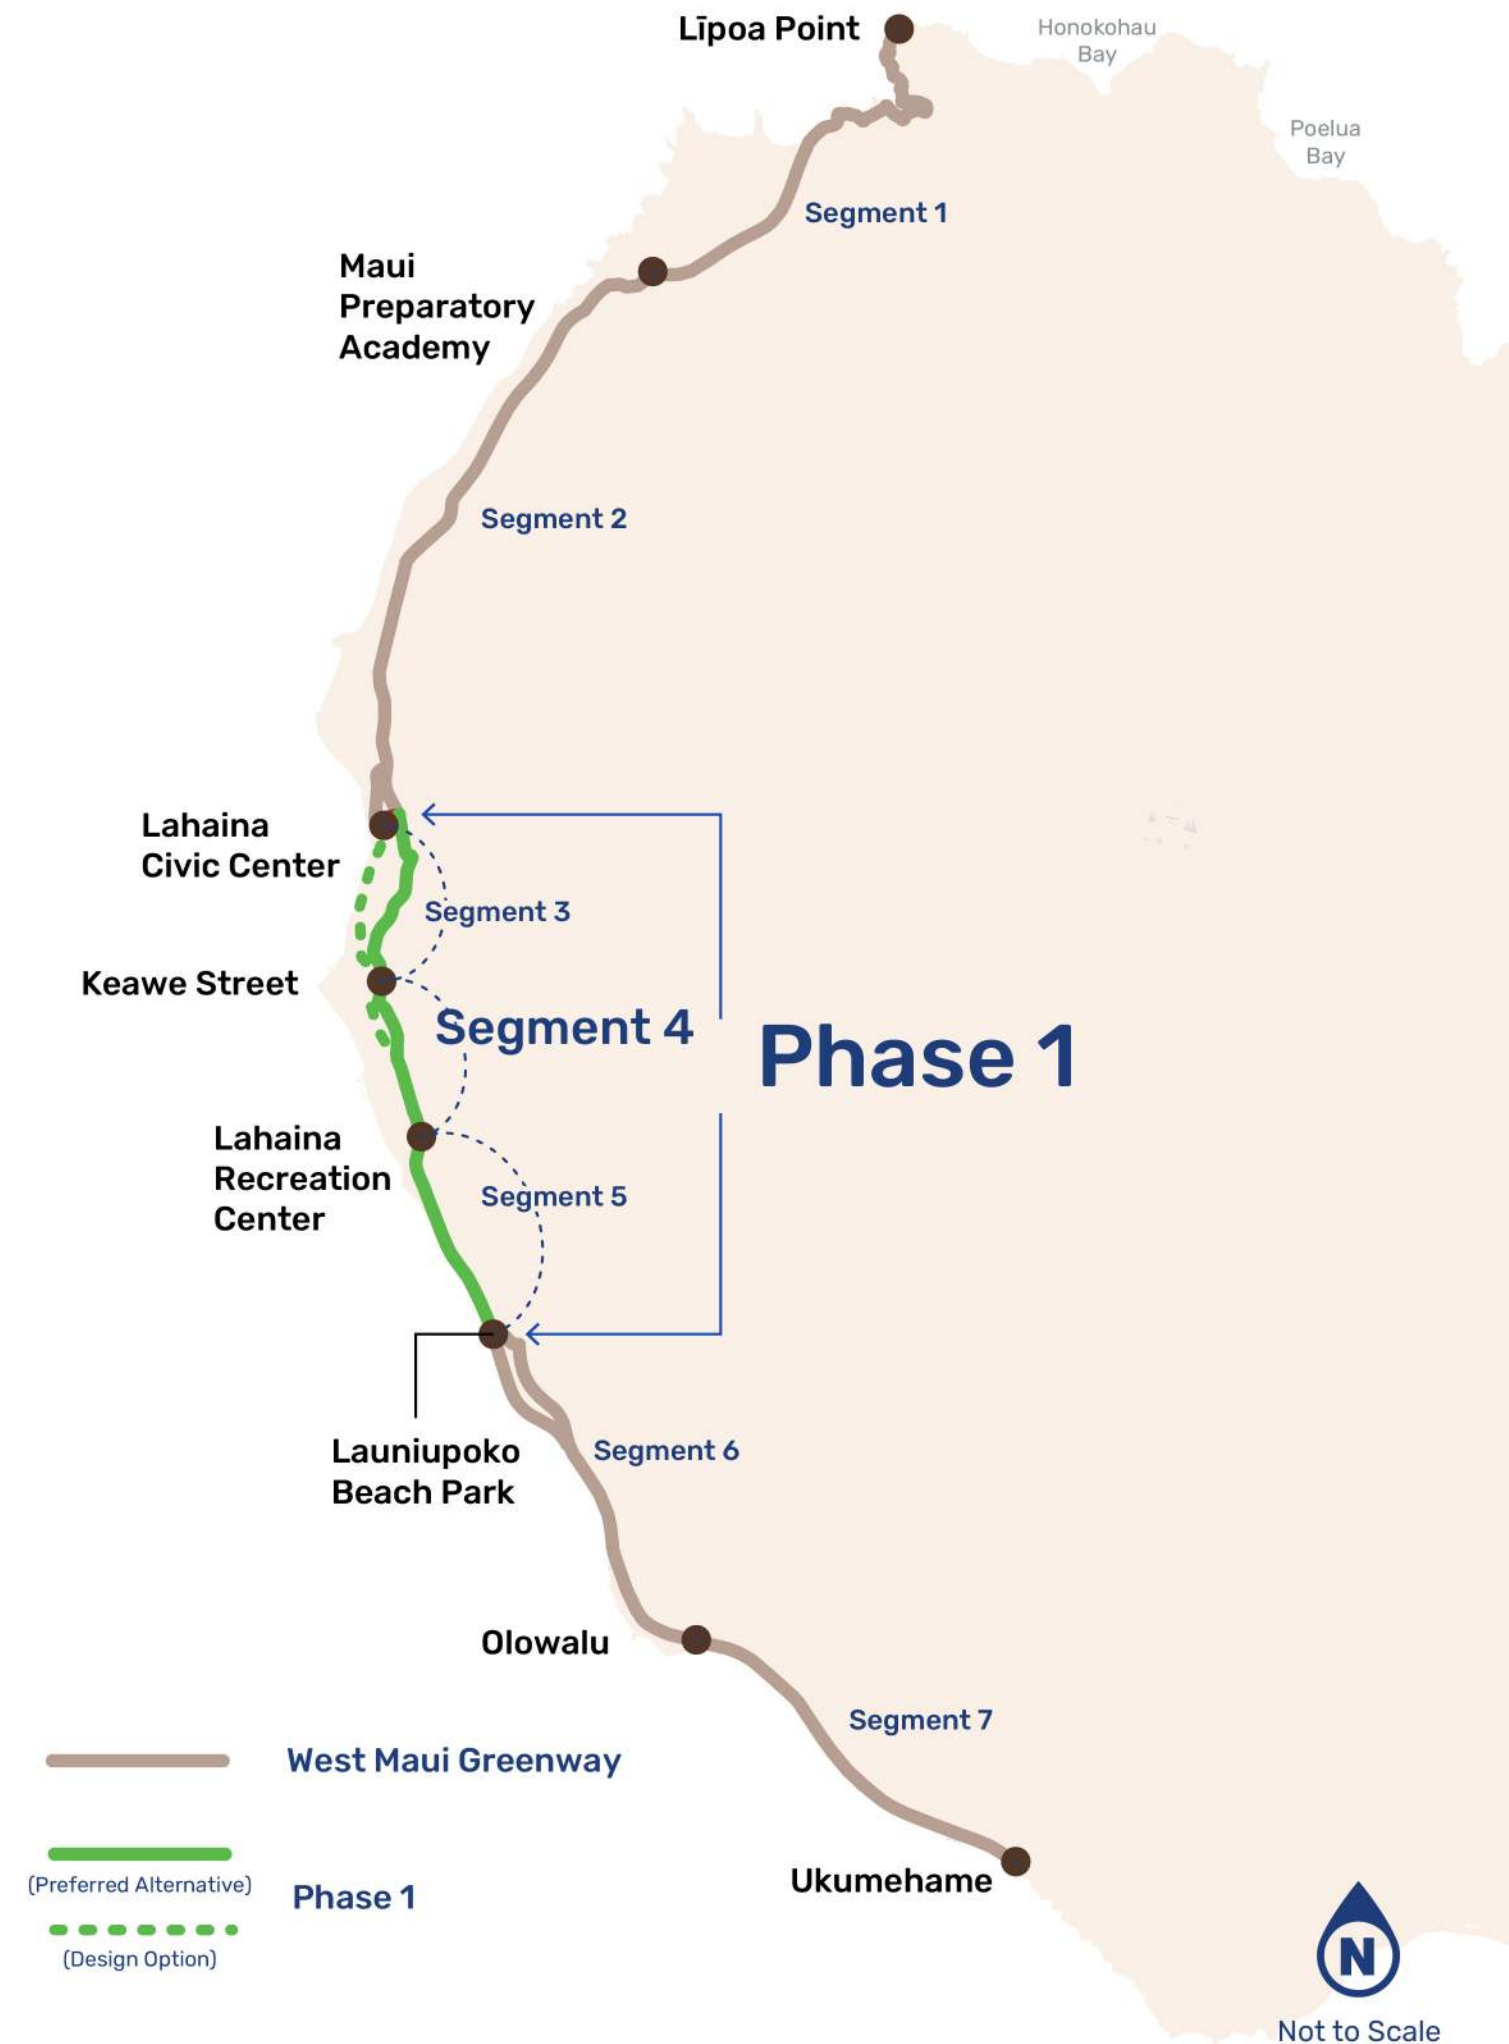 Līpoa Point
Honokohau
Bay
Poelua
Bay
Segment 1
Maui
Preparatory
Academy
Segment 2
Lahaina
Civic Center
Segment 3
Keawe Street
Segment 4
Phase 1
Lahaina
Recreation
Center
Segment 5
Launiupoko
Beach Park
Segment 6
Olowalu
Segment 7
West Maui Greenway
(Preferred Alternative)
Phase 1
(Design Option)
Ukumehame
N
Not to Scale